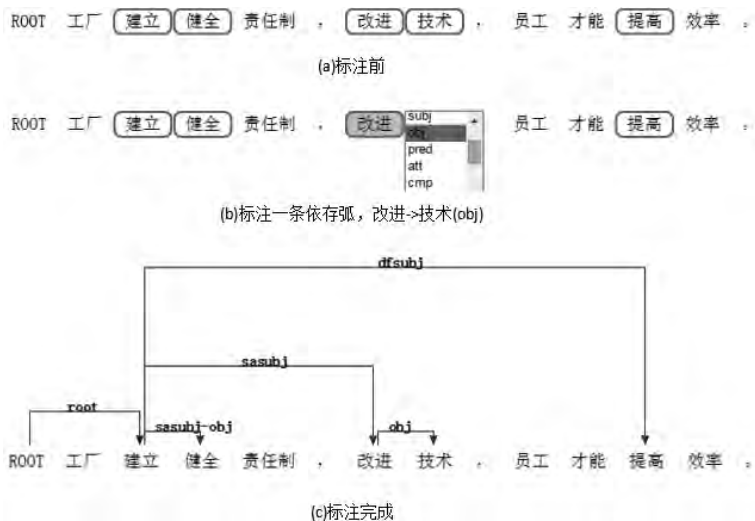 ROOT 工厂 建立 健全 责任制 , 改进 技术 , 员工 才能 提高 效率 。
(a)标注前
ROOT 工厂 建立 健全 责任制 , 改进 subj 员工 才能 提高 效率 。
obj
pred
att
cmp
(b)标注一条依存弧，改进->技术(obj)
dfsubj
sasubj
root
sasubj-obj obj
ROOT 工厂 建立 健全 责任制 , 改进 技术 , 员工 才能 提高 效率 。
(c)标注完成